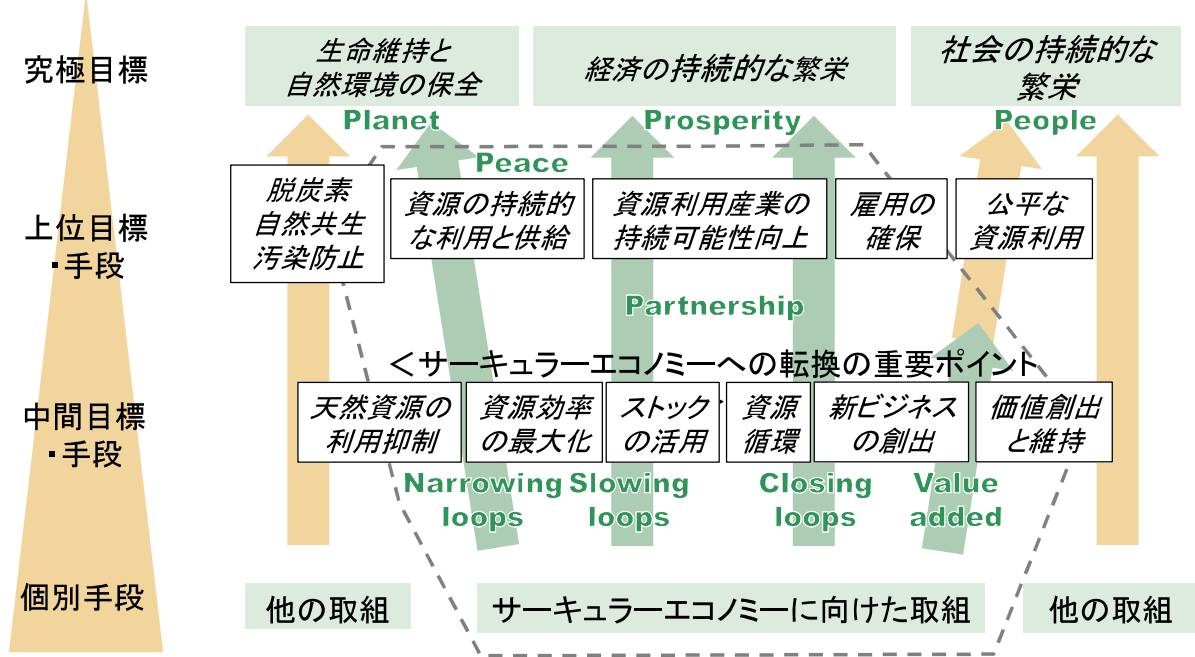 究極目標
生命維持と
自然環境の保全
経済の持続的な繁栄
社会の持続的な
繁栄
Planet
Prosperity
People
Peace
上位目標
・手段
脱炭素
自然共生
汚染防止
資源の持続的
な利用と供給
資源利用産業の
持続可能性向上
雇用の
確保
公平な
資源利用
Partnership
<サーキュラーエコノミーへの転換の重要ポイント
中間目標
・手段
天然資源の
利用抑制
資源効率
の最大化
ストック
の活用
資源
循環
新ビジネス
の創出
価値創出
と維持
Narrowing
loops
Slowing
loops
Closing
loops
Value
added
個別手段
他の取組
サーキュラーエコノミーに向けた取組
他の取組